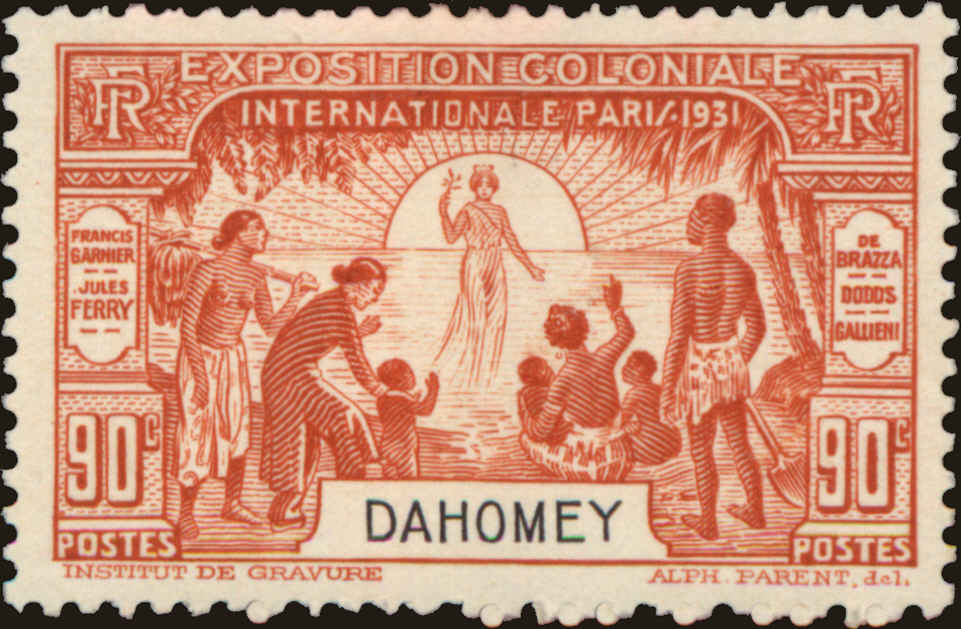 EXPOSITION COLONIALE
INTERNATIONALE PARIS·1931
RF
RF
FRANCIS
GARNIER
JULES
FERRY
DE
BRAZZA
DODDS
GALLIENI
90c
90c
DAHOMEY
POSTES
POSTES
INSTITUT DE GRAVURE
ALPH. PARENT, del.